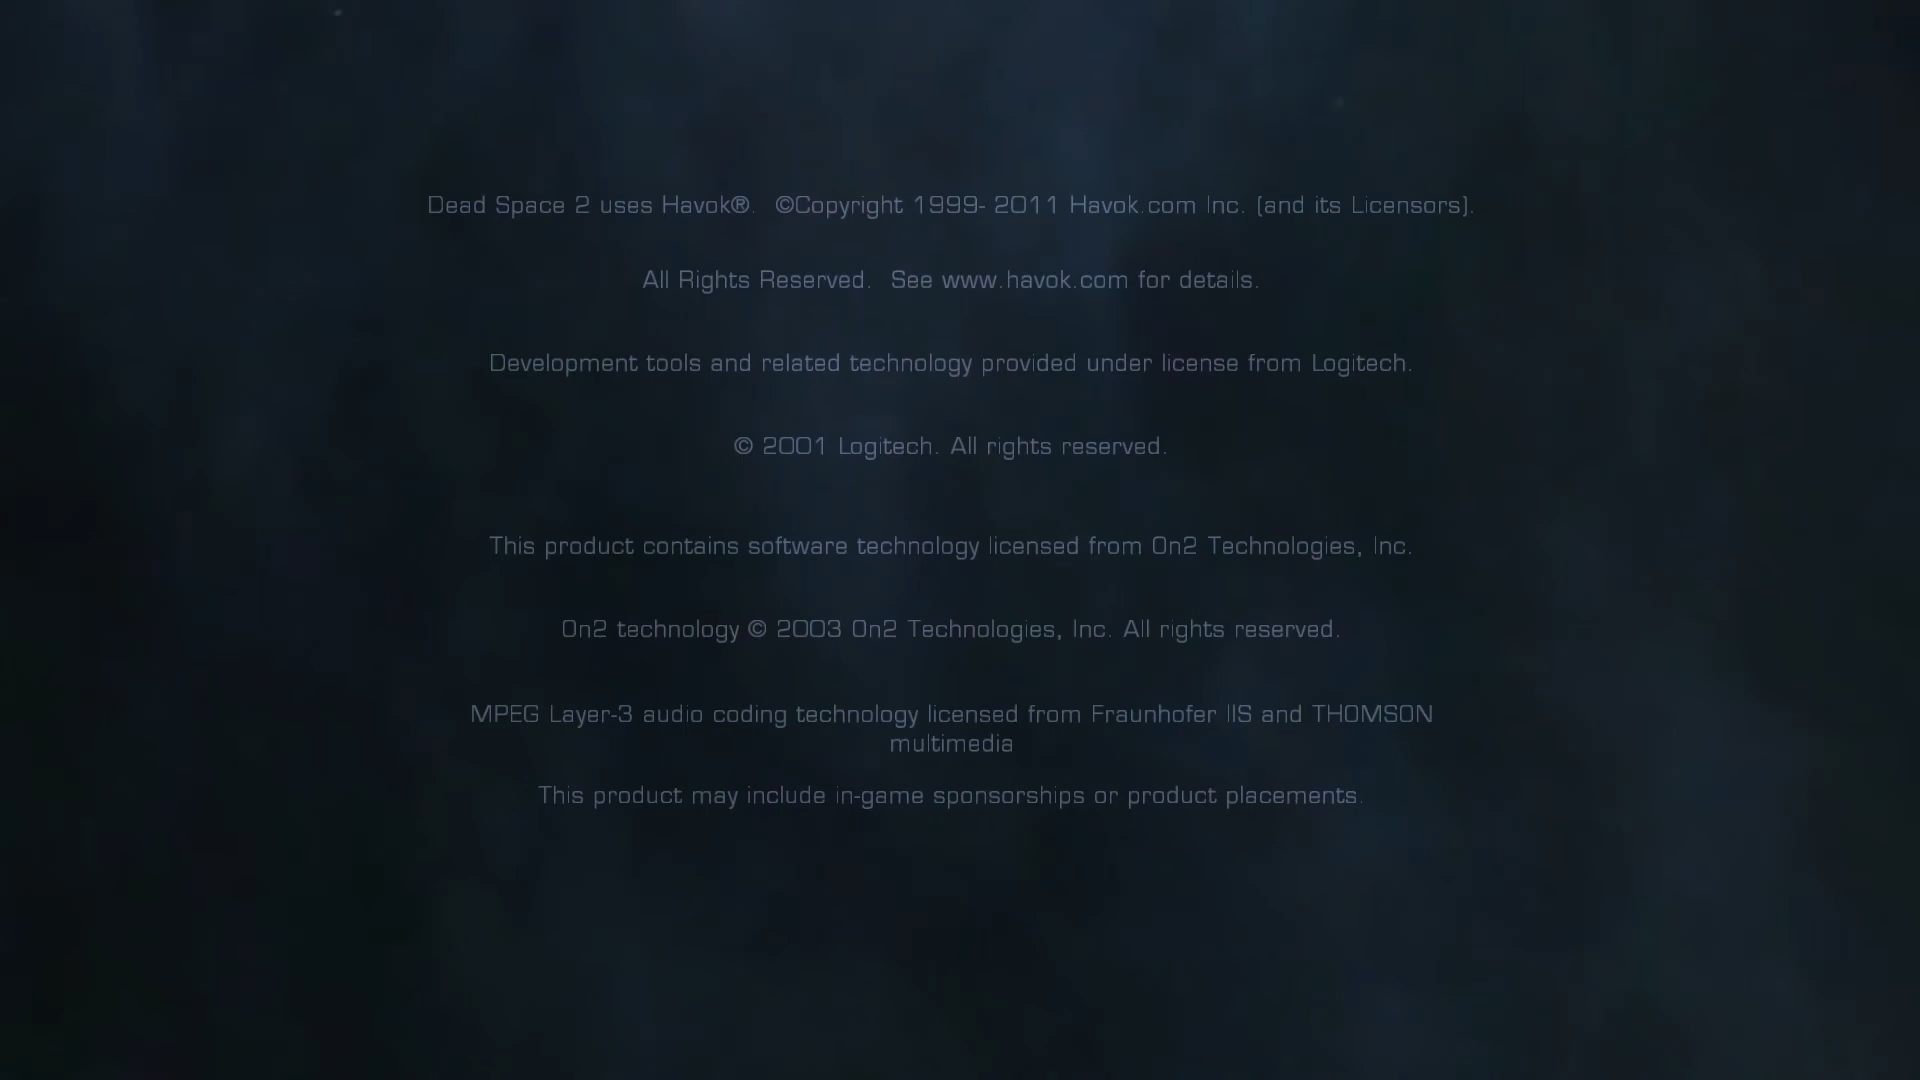 Dead Space 2 uses Havok®.  ©Copyright 1999- 2011 Havok.com Inc. (and its Licensors).
All Rights Reserved.  See www.havok.com for details.
Development tools and related technology provided under license from Logitech.
© 2001 Logitech. All rights reserved.
This product contains software technology licensed from On2 Technologies, Inc.
On2 technology © 2003 On2 Technologies, Inc. All rights reserved.
MPEG Layer-3 audio coding technology licensed from Fraunhofer IIS and THOMSON
multimedia
This product may include in-game sponsorships or product placements.